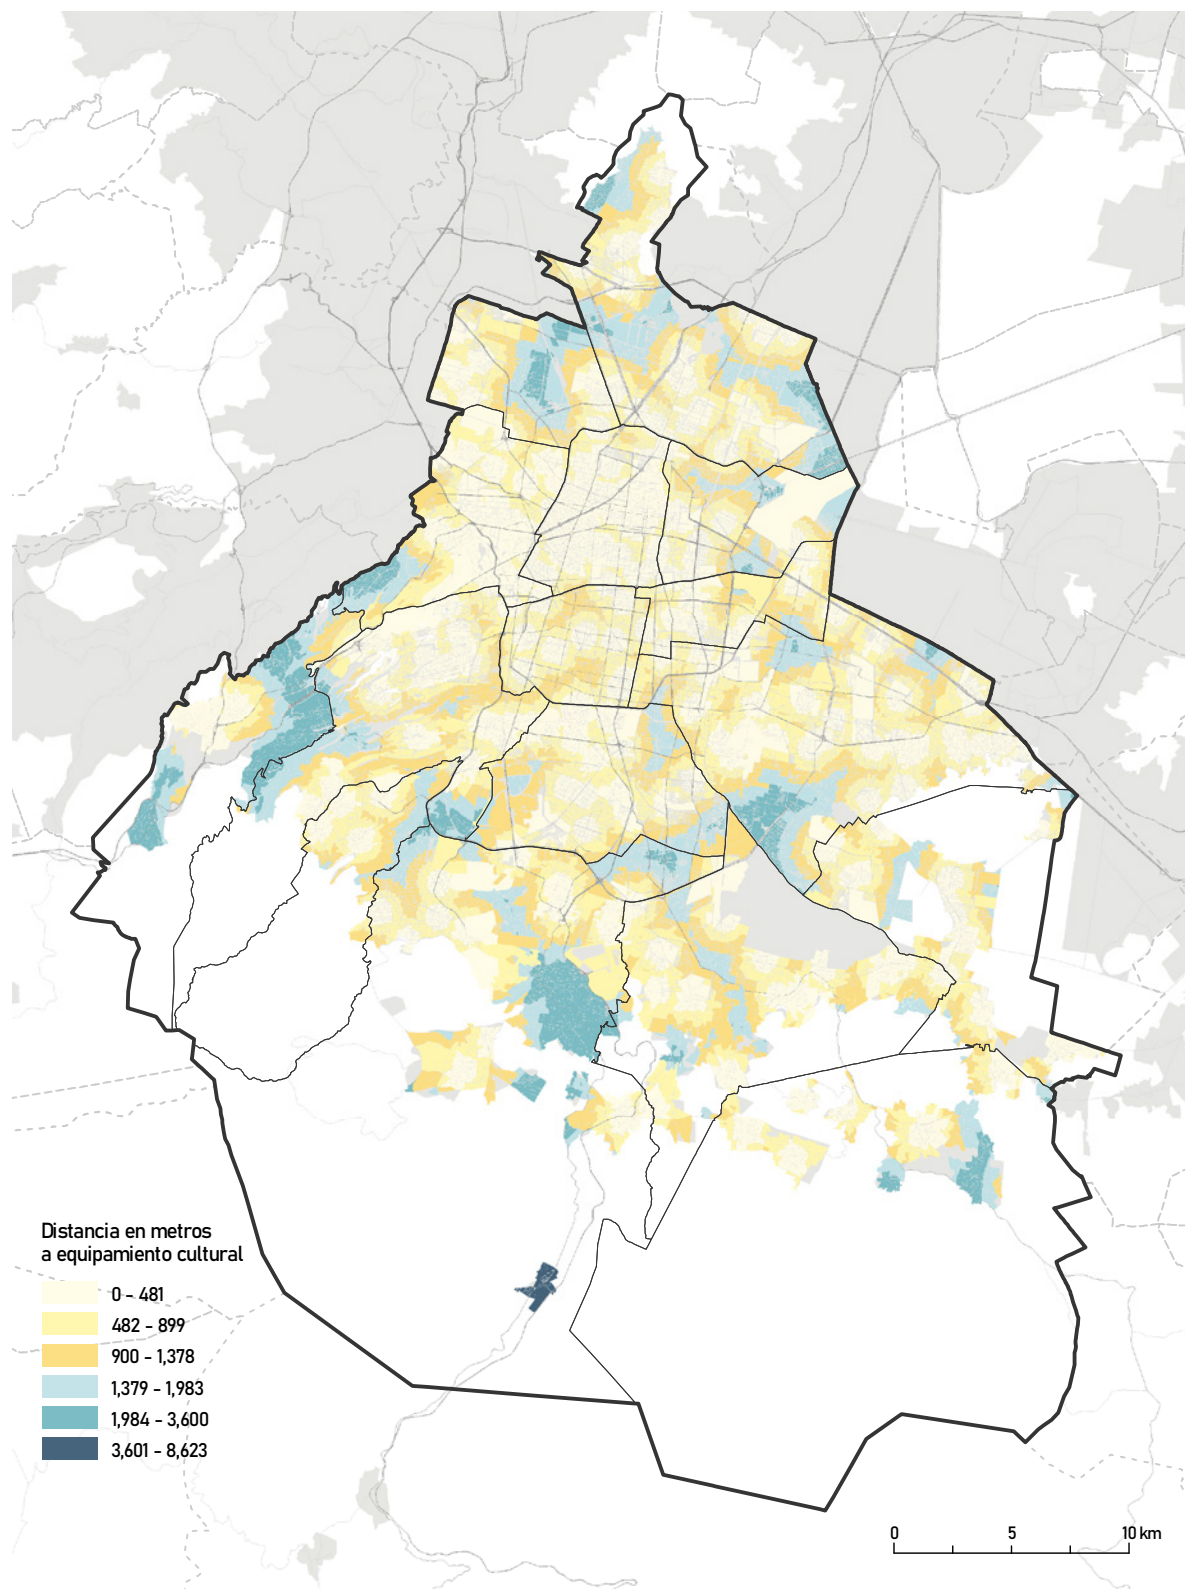 Distancia en metros
a equipamiento cultural
0 - 481
482 - 899
900 - 1,378
1,379 - 1,983
1,984 - 3,600
3,601 - 8,623
0 5 10 km